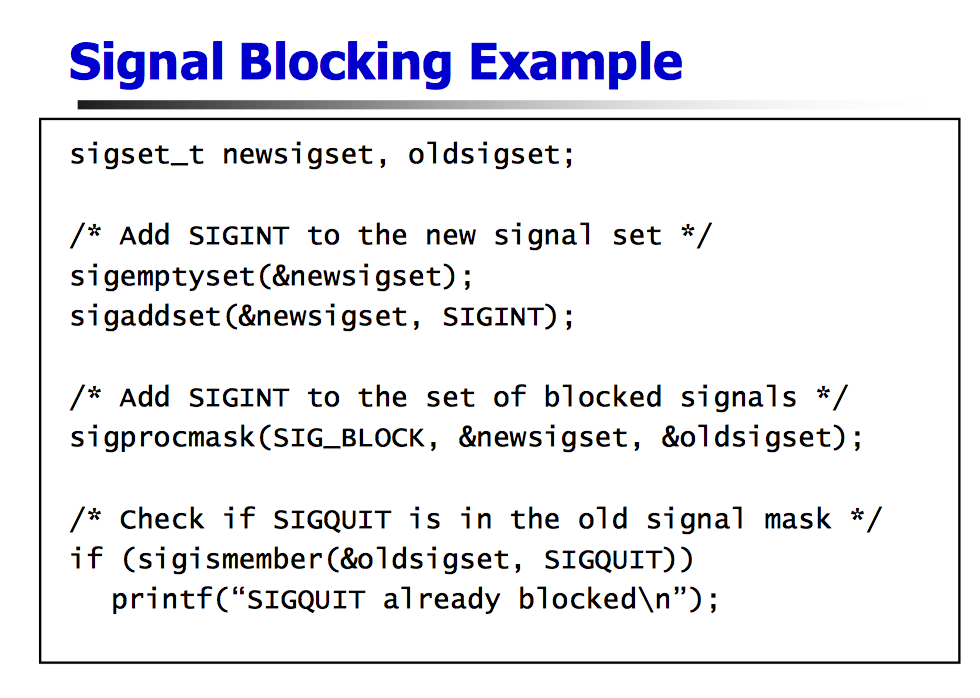 Signal Blocking Example
sigset_t newsigset, oldsigset;
/* Add SIGINT to the new signal set */
sigemptyset(&newsigset);
sigaddset(&newsigset, SIGINT);
/* Add SIGINT to the set of blocked signals */
sigprocmask(SIG_BLOCK, &newsigset, &oldsigset);
/* Check if SIGQUIT is in the old signal mask */
if (sigismember(&oldsigset, SIGQUIT))
printf(“SIGQUIT already blocked\n”);